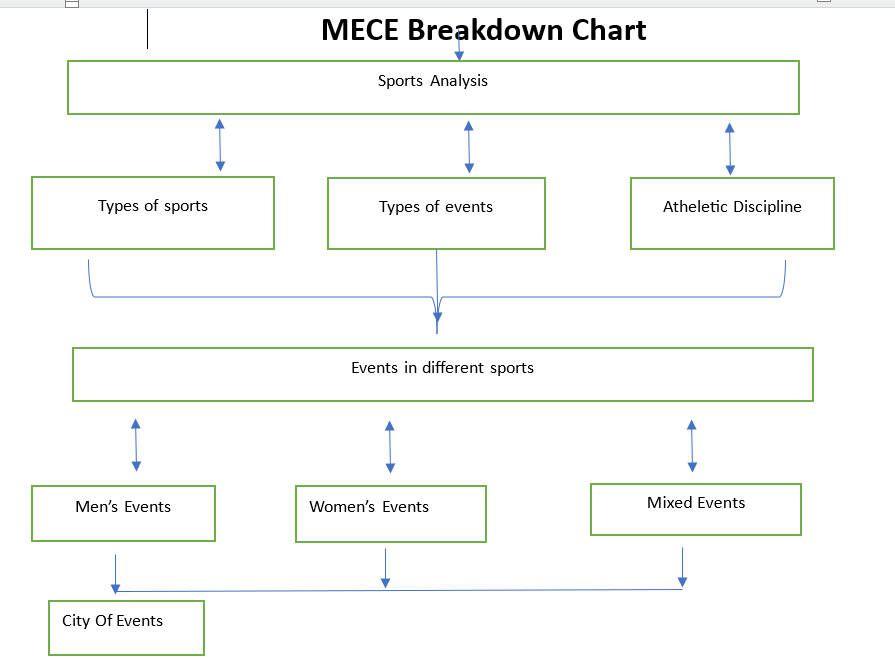 MECE Breakdown Chart
Sports Analysis
Types of sports
Types of events
Atheletic Discipline
Events in different sports
Men’s Events
Women’s Events
Mixed Events
City Of Events